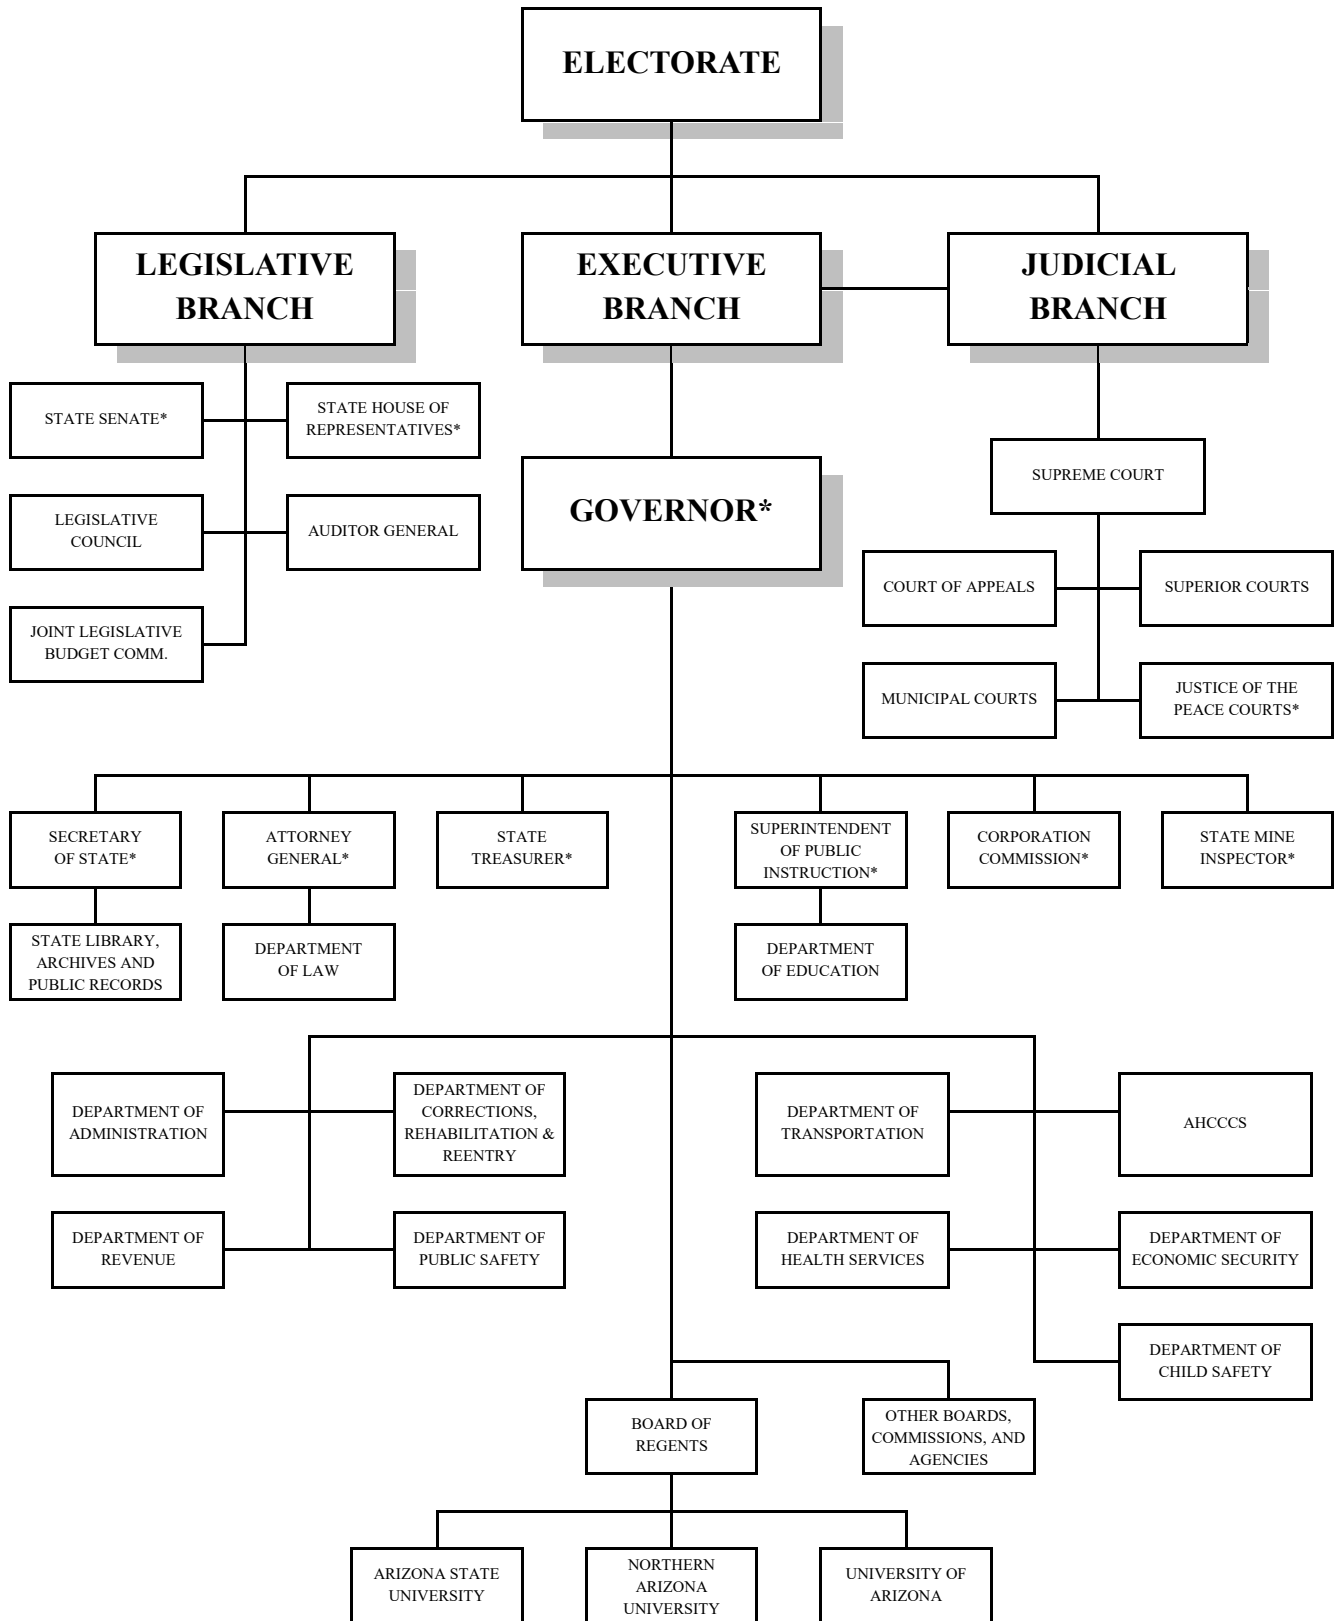 ELECTORATE
LEGISLATIVE
BRANCH
EXECUTIVE
BRANCH
JUDICIAL
BRANCH
STATE SENATE*
STATE HOUSE OF
REPRESENTATIVES*
LEGISLATIVE
COUNCIL
AUDITOR GENERAL
JOINT LEGISLATIVE
BUDGET COMM.
GOVERNOR*
SUPREME COURT
COURT OF APPEALS
SUPERIOR COURTS
MUNICIPAL COURTS
JUSTICE OF THE
PEACE COURTS*
SECRETARY
OF STATE*
ATTORNEY
GENERAL*
STATE
TREASURER*
SUPERINTENDENT
OF PUBLIC
INSTRUCTION*
CORPORATION
COMMISSION*
STATE MINE
INSPECTOR*
STATE LIBRARY,
ARCHIVES AND
PUBLIC RECORDS
DEPARTMENT
OF LAW
DEPARTMENT
OF EDUCATION
DEPARTMENT OF
ADMINISTRATION
DEPARTMENT OF
CORRECTIONS,
REHABILITATION &
REENTRY
DEPARTMENT OF
TRANSPORTATION
AHCCCS
DEPARTMENT OF
REVENUE
DEPARTMENT OF
PUBLIC SAFETY
DEPARTMENT OF
HEALTH SERVICES
DEPARTMENT OF
ECONOMIC SECURITY
DEPARTMENT OF
CHILD SAFETY
BOARD OF
REGENTS
OTHER BOARDS,
COMMISSIONS, AND
AGENCIES
ARIZONA STATE
UNIVERSITY
NORTHERN
ARIZONA
UNIVERSITY
UNIVERSITY OF
ARIZONA